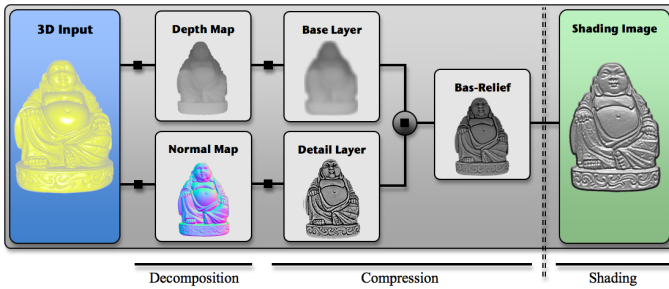 3D Input
Depth Map
Base Layer
Shading Image
Bas-Relief
Normal Map
Detail Layer
Decomposition
Compression
Shading